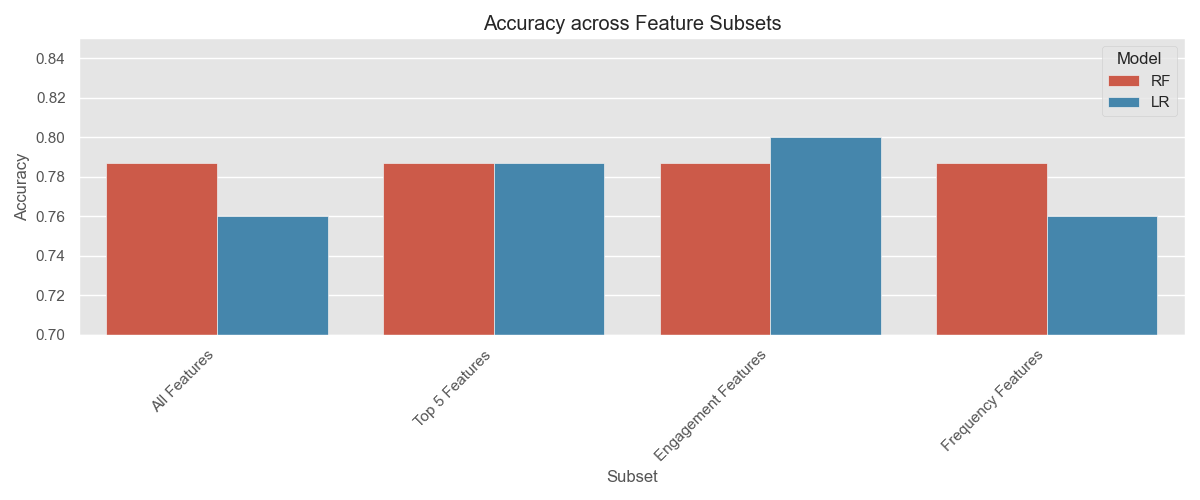 Accuracy across Feature Subsets
Model
RF
LR
Accuracy
0.84
0.82
0.80
0.78
0.76
0.74
0.72
0.70
All Features
Top 5 Features
Engagement Features
Frequency Features
Subset